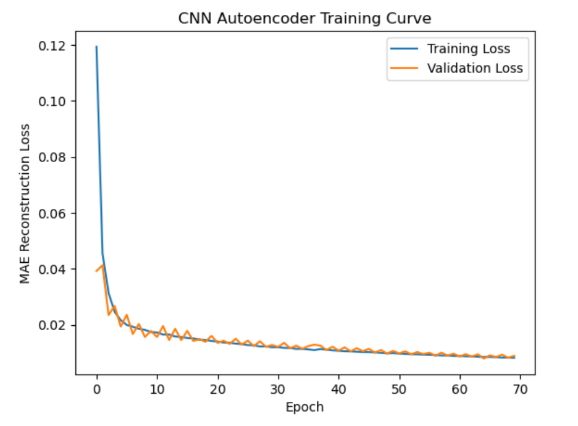 CNN Autoencoder Training Curve
Training Loss
Validation Loss
MAE Reconstruction Loss
0.12
0.10
0.08
0.06
0.04
0.02
0 10 20 30 40 50 60 70
Epoch